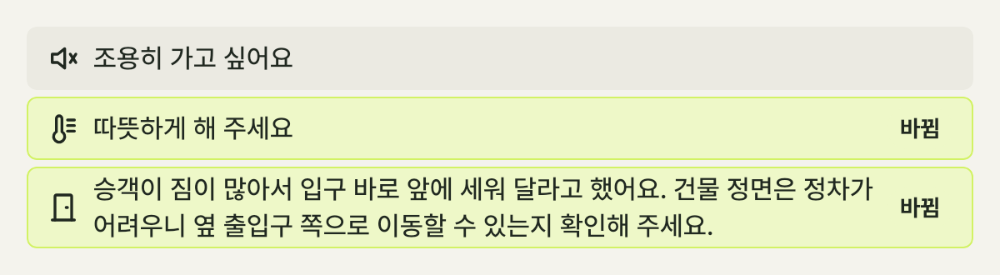 조용히 가고 싶어요
따뜻하게 해 주세요
바뀜
승객이 짐이 많아서 입구 바로 앞에 세워 달라고 했어요. 건물 정면은 정차가
어려우니 옆 출입구 쪽으로 이동할 수 있는지 확인해 주세요.
바뀜